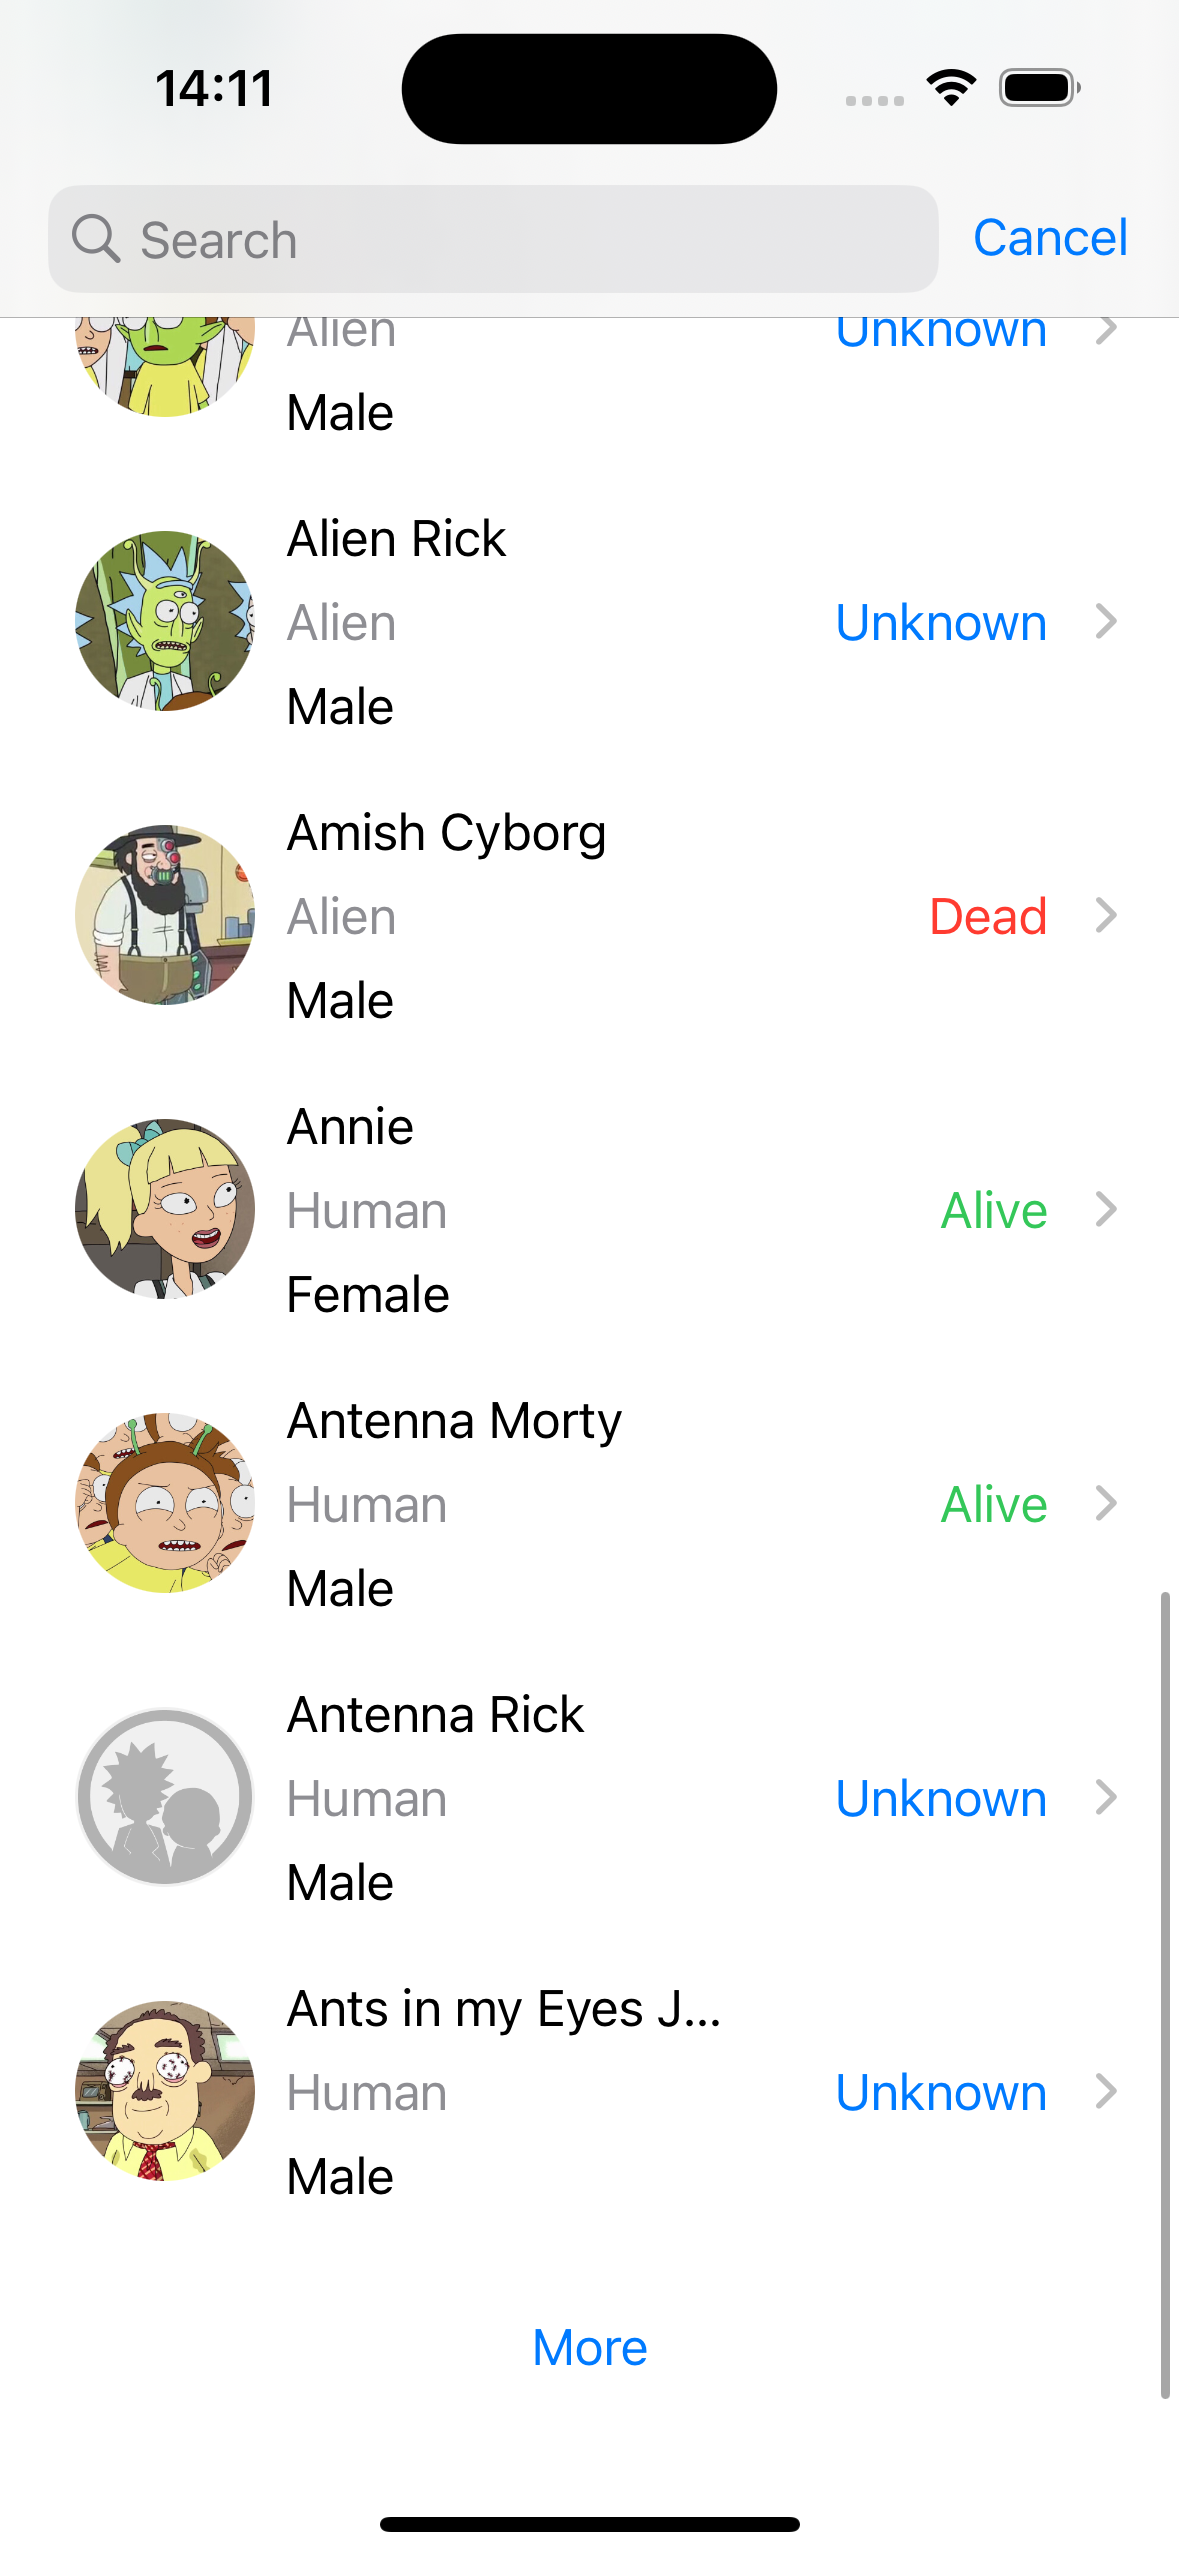 14:11
Search
Cancel
Alien
Unknown
Male
Alien Rick
Alien
Unknown
Male
Amish Cyborg
Alien
Dead
Male
Annie
Human
Alive
Female
Antenna Morty
Human
Alive
Male
Antenna Rick
Human
Unknown
Male
Ants in my Eyes J...
Human
Unknown
Male
More